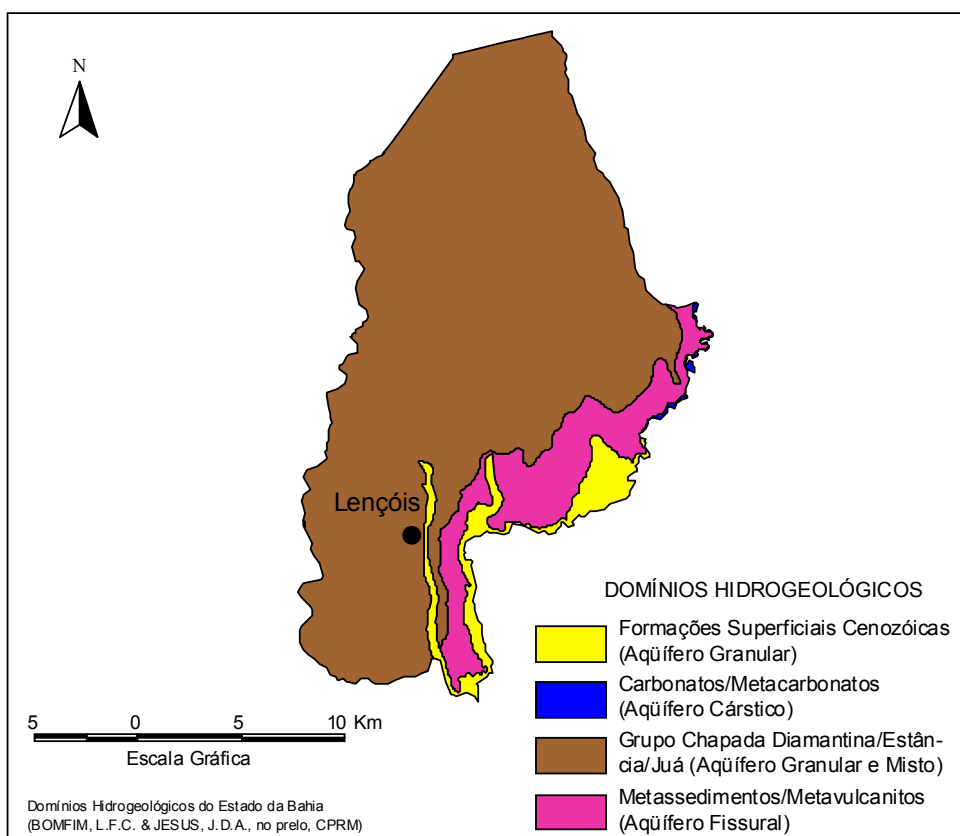 N
Lençóis
DOMÍNIOS HIDROGEOLÓGICOS
Formações Superficiais Cenozóicas
(Aqüífero Granular)
Carbonatos/Metacarbonatos
(Aqüífero Cárstico)
Grupo Chapada Diamantina/Estân-
cia/Juá (Aqüífero Granular e Misto)
Metassedimentos/Metavulcanitos
(Aqüífero Fissural)
5 0 5 10 Km
Escala Gráfica
Domínios Hidrogeológicos do Estado da Bahia
(BOMFIM, L.F.C. & JESUS, J.D.A., no prelo, CPRM)